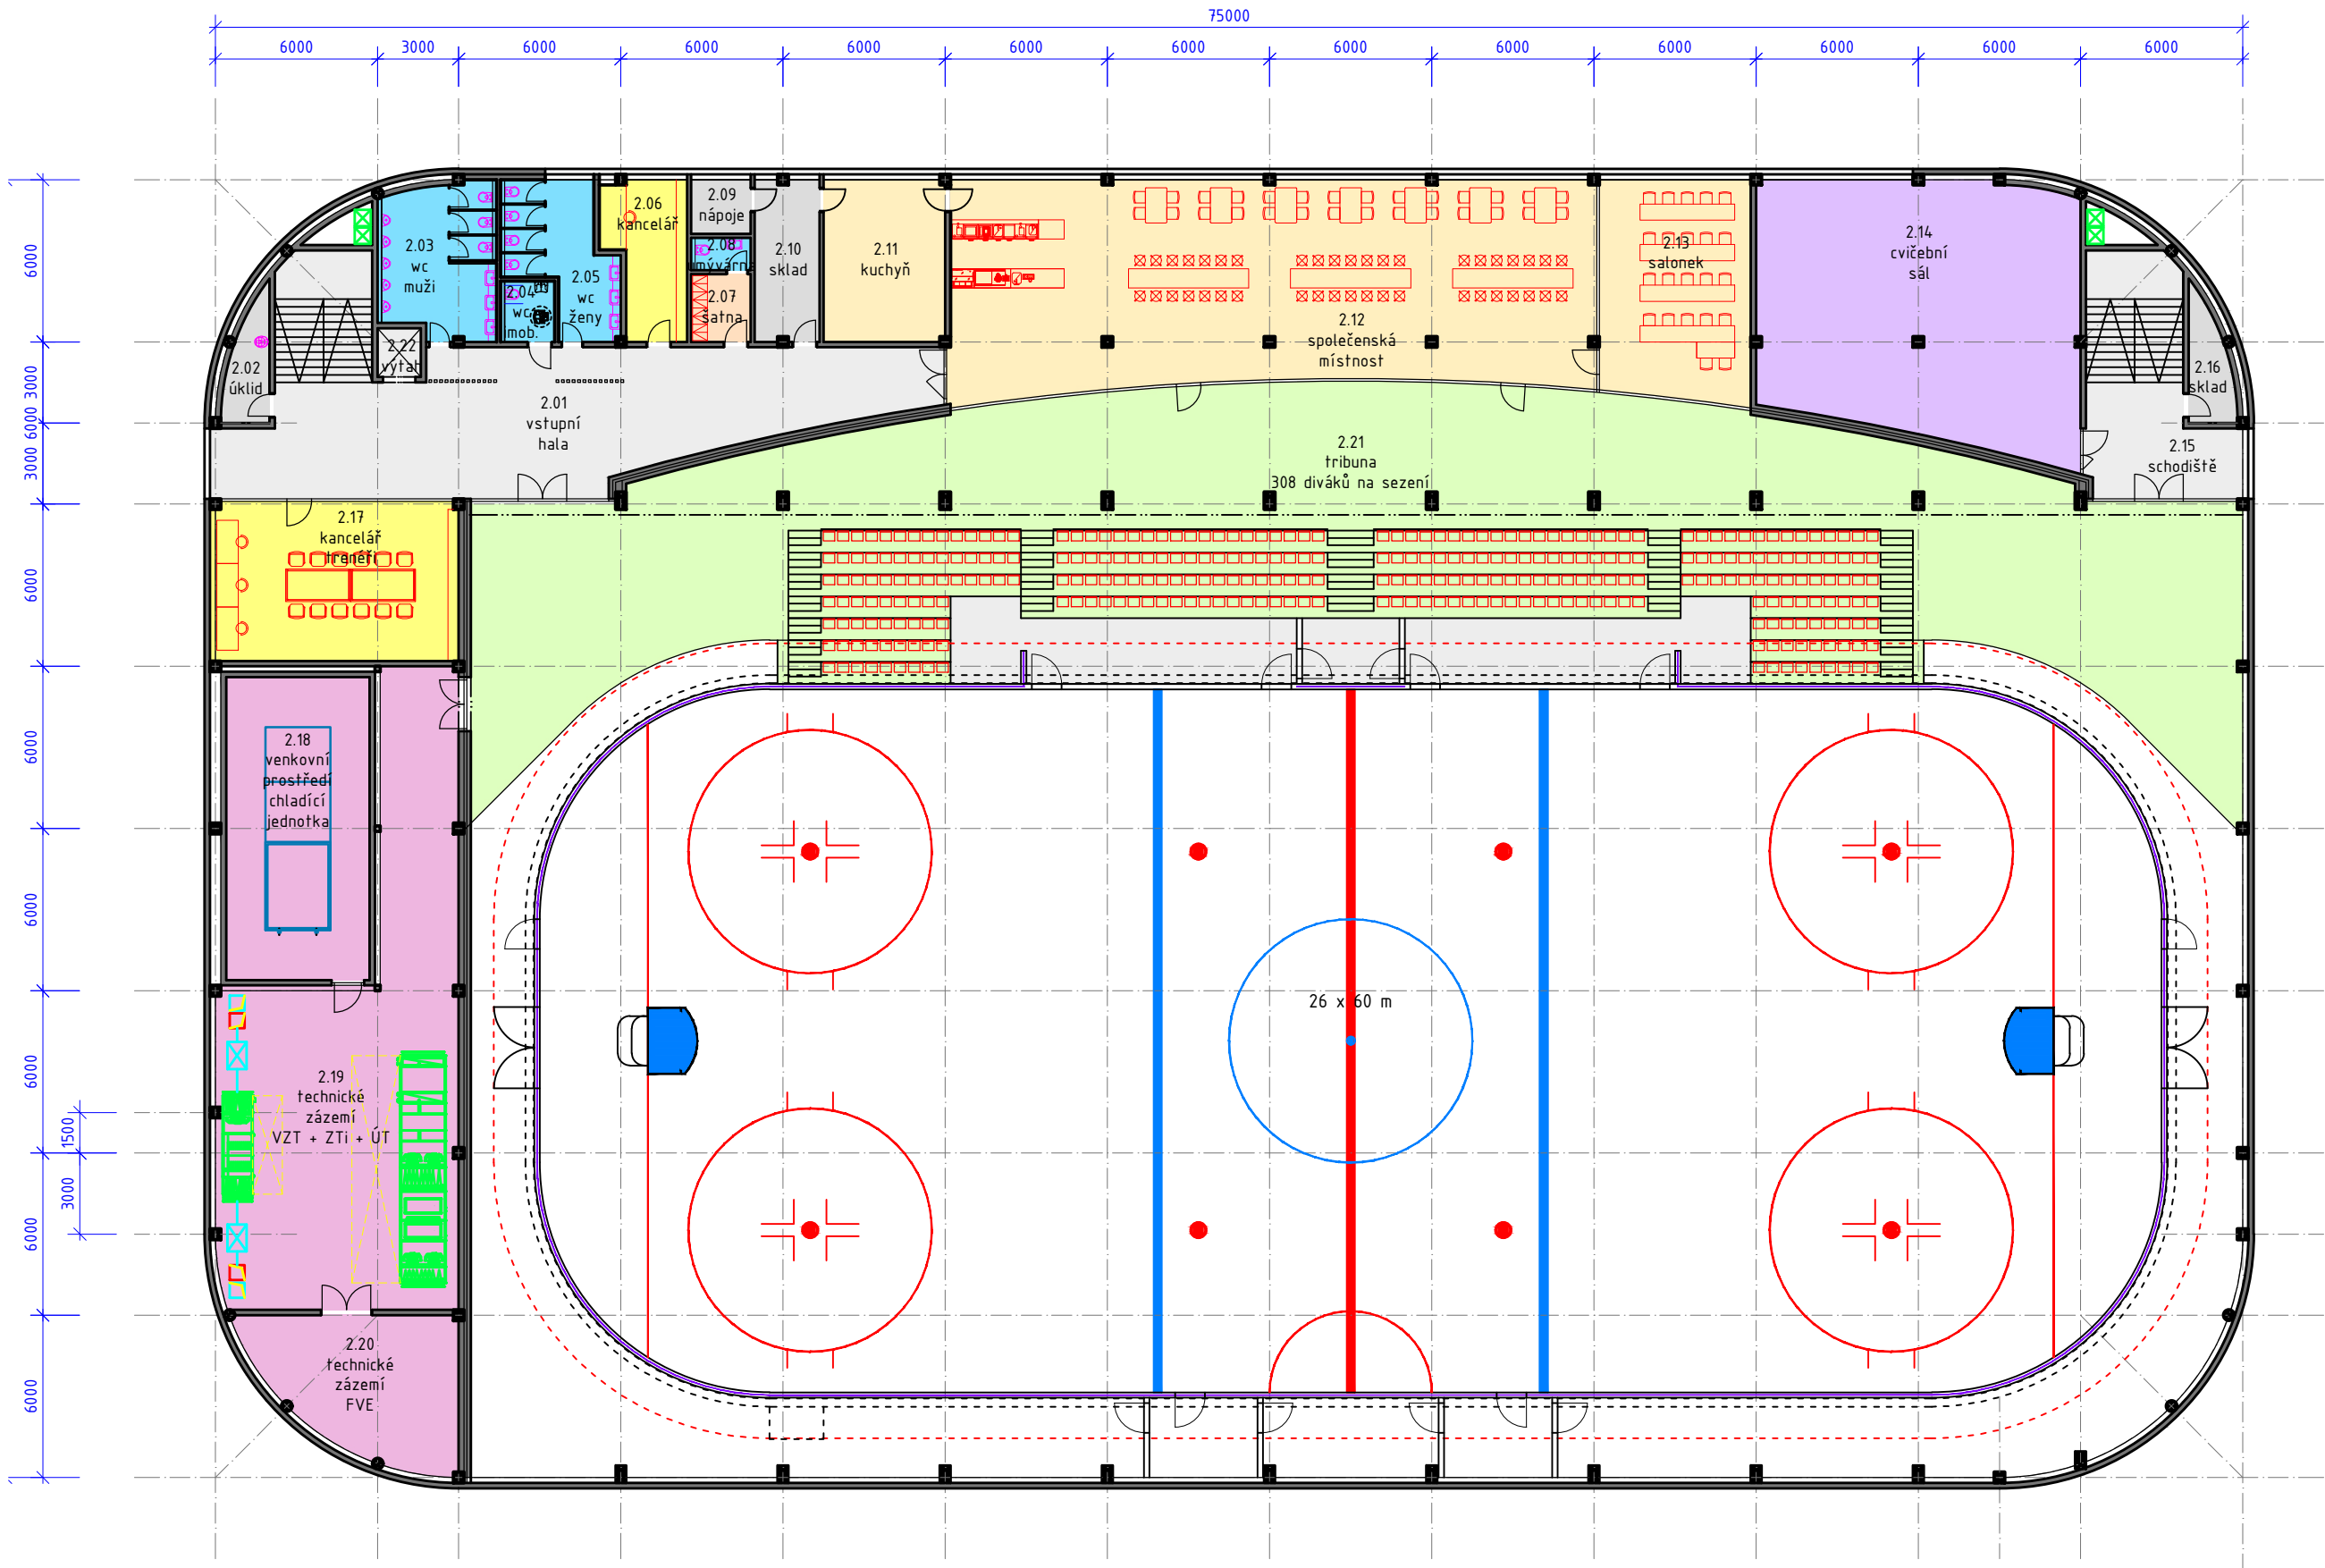 75000
6000 3000 6000 6000 6000 6000 6000 6000 6000 6000 6000 6000 6000
6000
3000
6000
3000
6000
6000
6000
6000
1500
3000
6000
6000
2.03
wc
muži
2.04
wc
imob.
2.05
wc
ženy
2.06
kancelář
2.09
nápoje
2.08
umývárna
2.07
šatna
2.10
sklad
2.11
kuchyň
2.12
společenská
místnost
2.13
salonek
2.14
cvičební
sál
2.02
úklid
2.22
výtah
2.01
vstupní
hala
2.16
sklad
2.15
schodiště
2.21
tribuna
308 diváků na sezení
2.17
kancelář
trenéři
2.18
venkovní
prostředí
chladící
jednotka
26 x 60 m
2.19
technické
zázemí
VZT + ZTi + ÚT
2.20
technické
zázemí
FVE